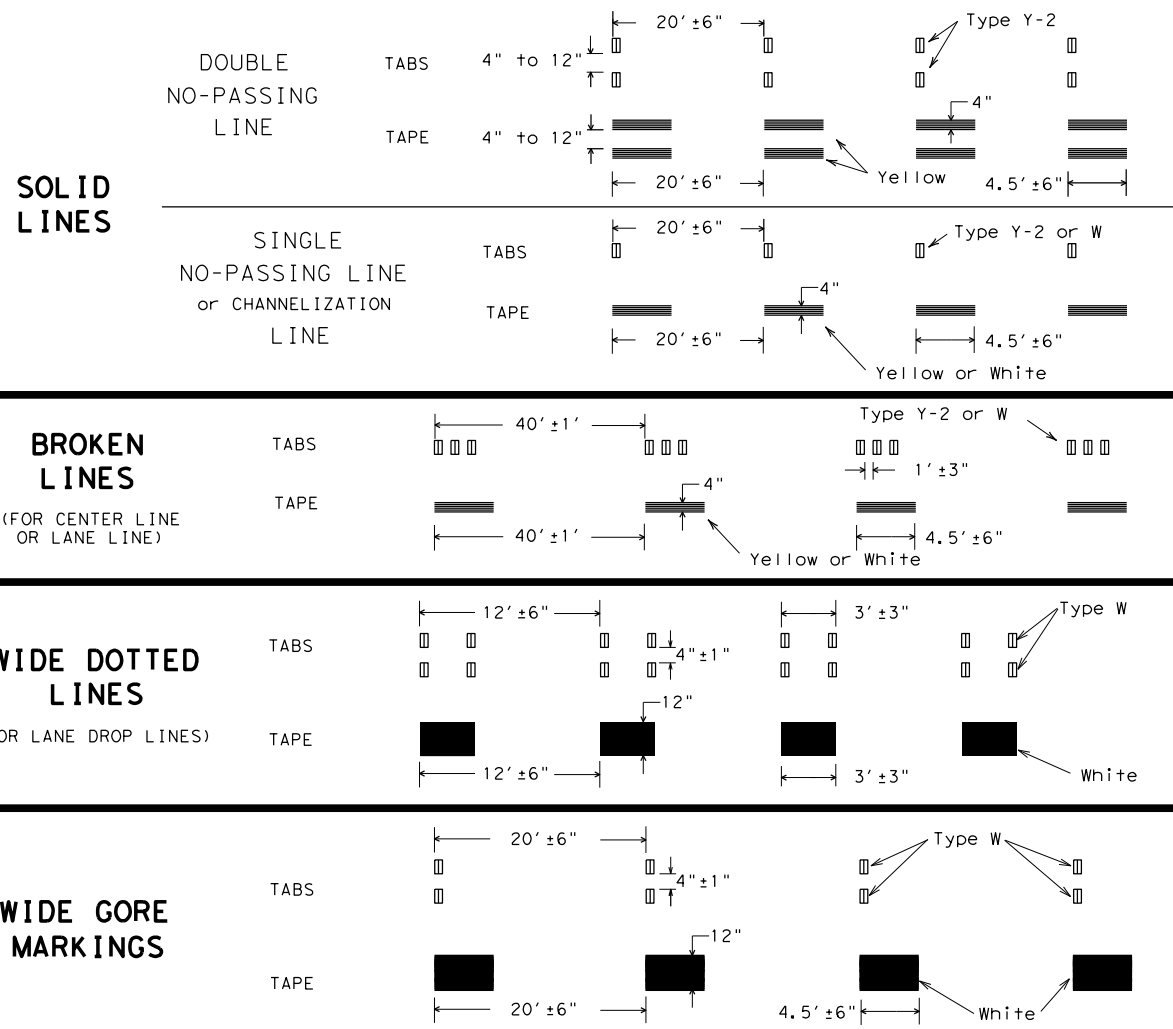 SOLID
LINES
DOUBLE
NO-PASSING
LINE
TABS
4" to 12"
20'±6"
Type Y-2
TAPE
4" to 12"
4"
Yellow
20'±6"
4.5'±6"
SINGLE
NO-PASSING LINE
or CHANNELIZATION
LINE
TABS
20'±6"
Type Y-2 or W
TAPE
4"
20'±6"
4.5'±6"
Yellow or White
BROKEN
LINES
(FOR CENTER LINE
OR LANE LINE)
TABS
40'±1'
Type Y-2 or W
1'±3"
TAPE
4"
40'±1'
4.5'±6"
Yellow or White
WIDE DOTTED
LINES
OR LANE DROP LINES)
TABS
12'±6"
3'±3"
Type W
4"±1"
TAPE
12"
12'±6"
3'±3"
White
WIDE GORE
MARKINGS
TABS
20'±6"
Type W
4"±1"
TAPE
12"
20'±6"
4.5'±6"
White